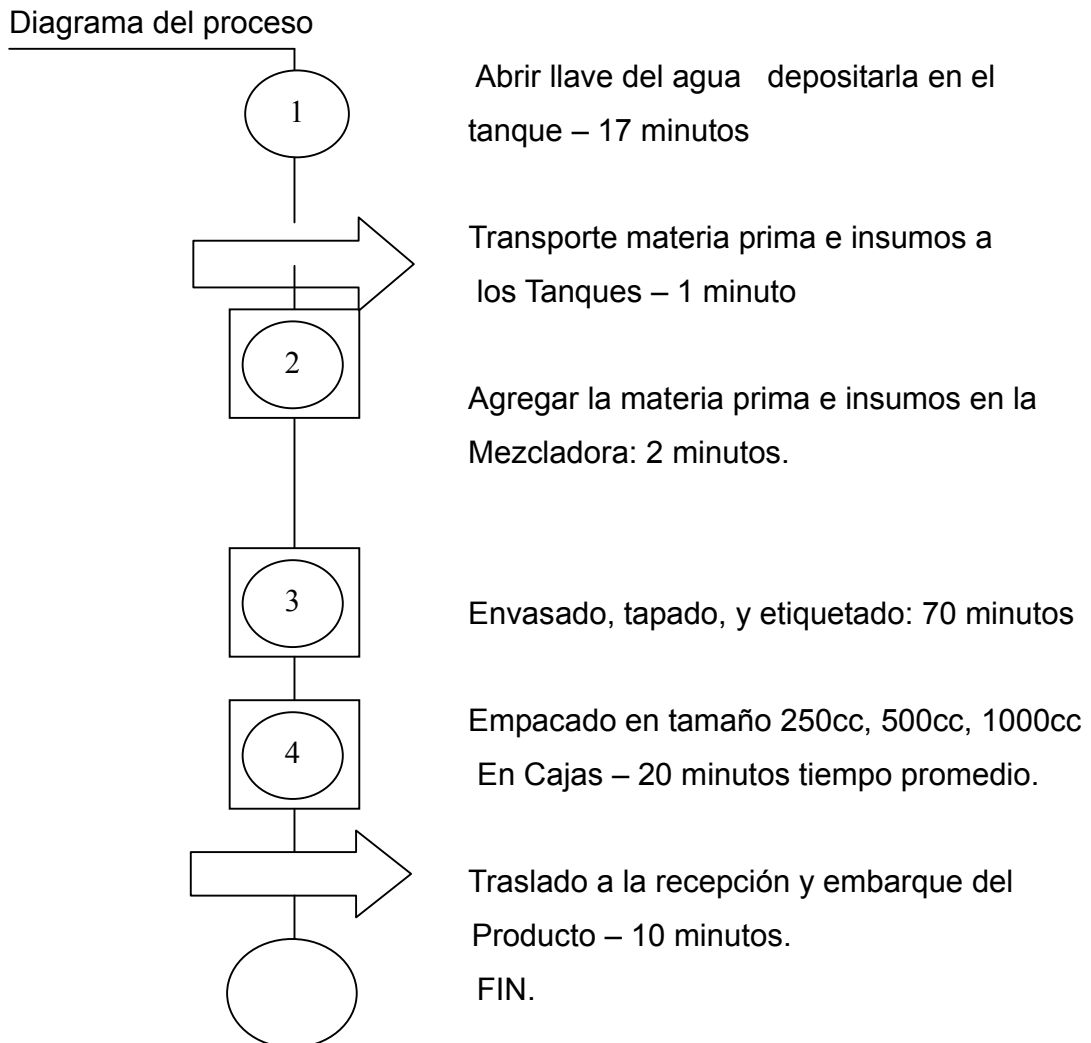 Diagrama del proceso
1
Abrir llave del agua depositarla en el
tanque – 17 minutos
Transporte materia prima e insumos a
los Tanques – 1 minuto
2
Agregar la materia prima e insumos en la
Mezcladora: 2 minutos.
3
Envasado, tapado, y etiquetado: 70 minutos
4
Empacado en tamaño 250cc, 500cc, 1000cc
En Cajas – 20 minutos tiempo promedio.
Traslado a la recepción y embarque del
Producto – 10 minutos.
FIN.